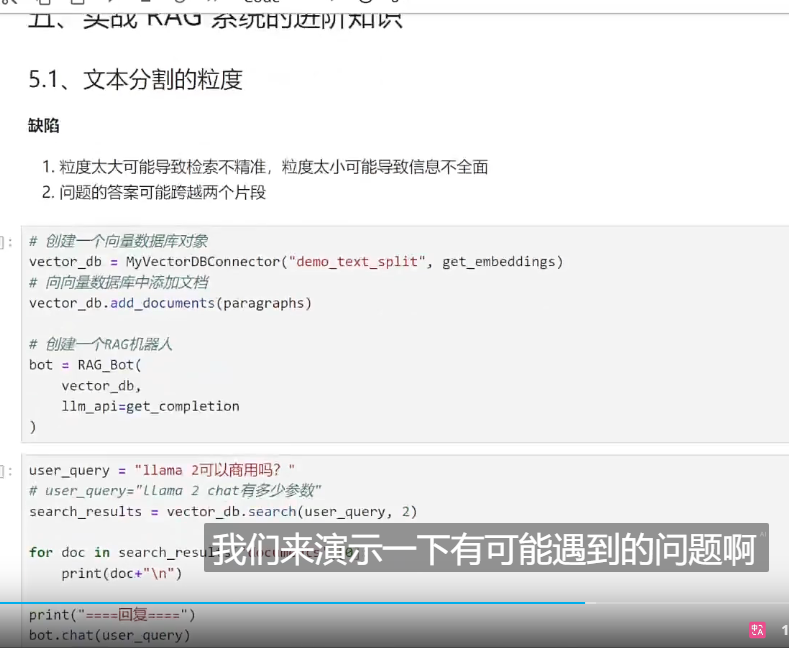 五、实战 RAG 系统的进阶知识
5.1、文本分割的粒度
缺陷
1. 粒度太大可能导致检索不精准，粒度太小可能导致信息不全面
2. 问题的答案可能跨越两个片段
]:
# 创建一个向量数据库对象
vector_db = MyVectorDBConnector("demo_text_split", get_embeddings)
# 向向量数据库中添加文档
vector_db.add_documents(paragraphs)
# 创建一个RAG机器人
bot = RAG_Bot(
    vector_db,
    llm_api=get_completion
)
]:
user_query = "llama 2可以商用吗？"
# user_query="llama 2 chat有多少参数"
search_results = vector_db.search(user_query, 2)
for doc in search_results
我们来演示一下有可能遇到的问题啊
    print(doc+"\n")
print("====回复====")
bot.chat(user_query)
中A
1